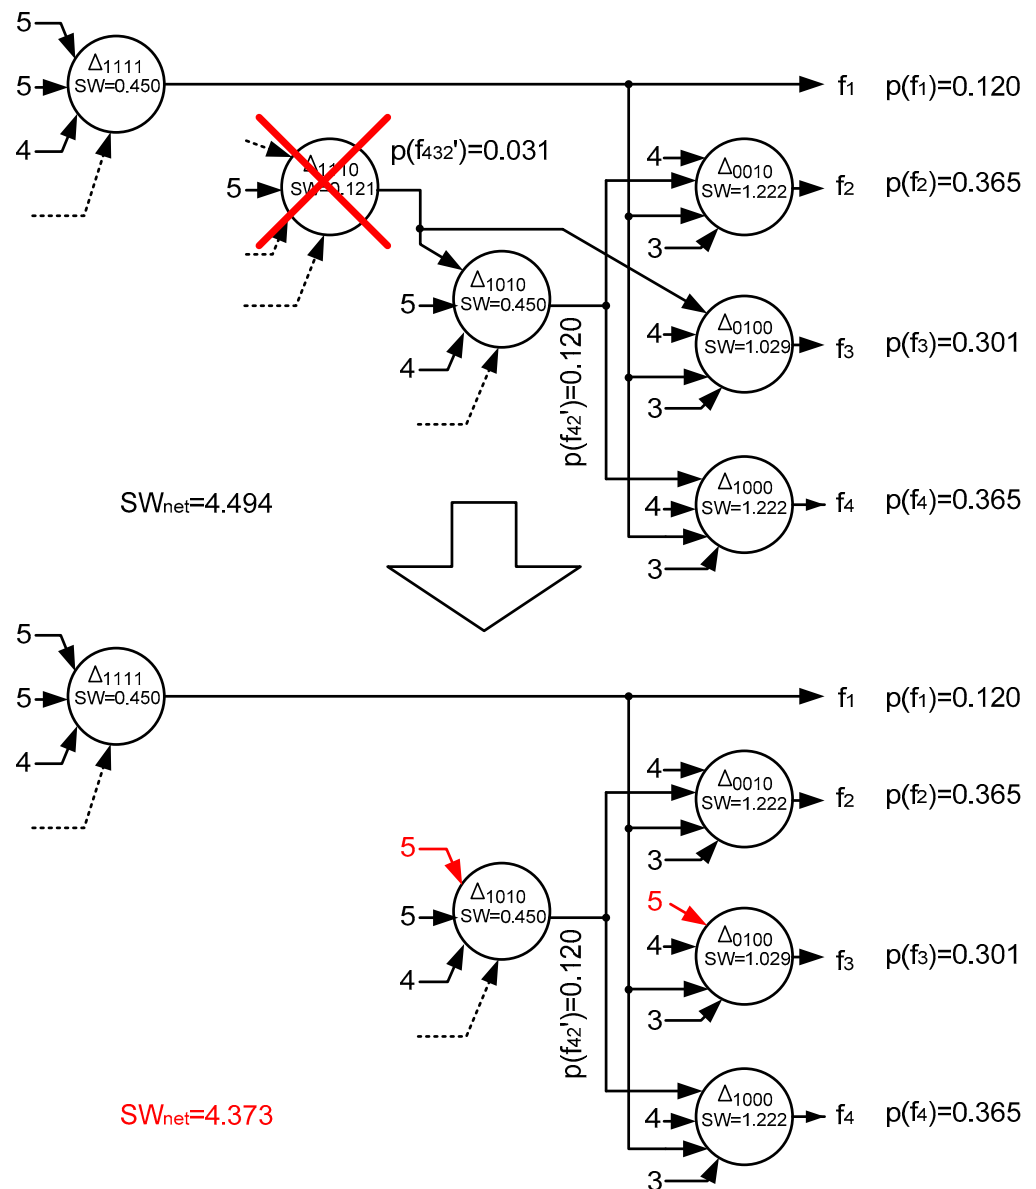 5
5
4
Δ1111
SW=0.450
f1 p(f1)=0.120
p(f432')=0.031
5
Δ1110
SW=0.121
4
Δ0010
SW=1.222
3
f2 p(f2)=0.365
5
4
Δ1010
SW=0.450
p(f42')=0.120
4
Δ0100
SW=1.029
3
f3 p(f3)=0.301
4
Δ1000
SW=1.222
3
f4 p(f4)=0.365
SWnet=4.494
5
5
4
Δ1111
SW=0.450
f1 p(f1)=0.120
4
Δ0010
SW=1.222
3
f2 p(f2)=0.365
5
5
4
Δ1010
SW=0.450
p(f42')=0.120
5
4
Δ0100
SW=1.029
3
f3 p(f3)=0.301
4
Δ1000
SW=1.222
3
f4 p(f4)=0.365
SWnet=4.373